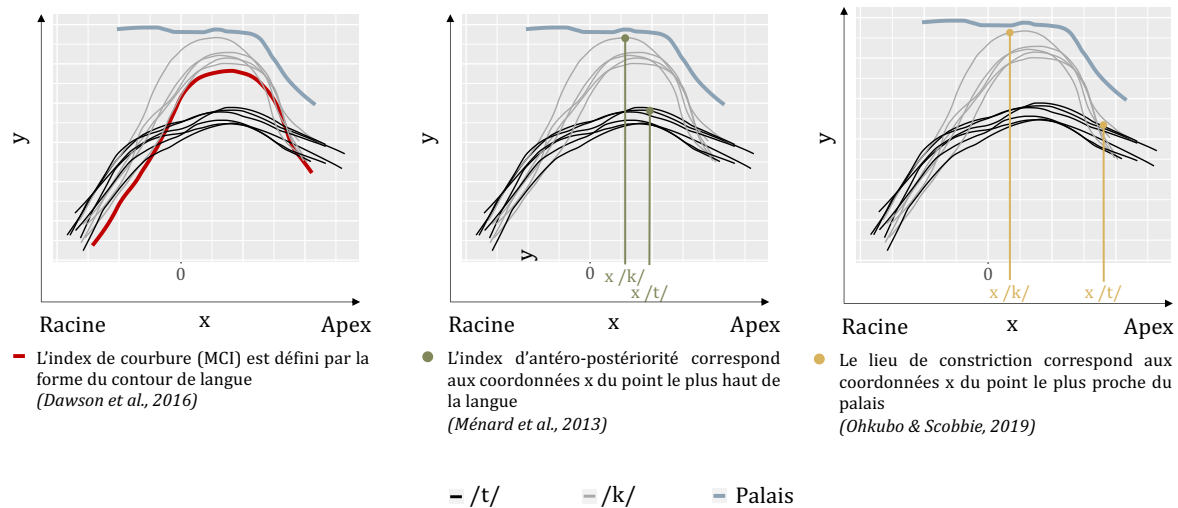 y
0
Racine
x
Apex
L'index de courbure (MCI) est défini par la
forme du contour de langue
(Dawson et al., 2016)
y
y
0
x /k/
x /t/
Racine
x
Apex
L'index d'antéro-postériorité correspond
aux coordonnées x du point le plus haut de
la langue
(Ménard et al., 2013)
y
0
x /k/
x /t/
Racine
x
Apex
Le lieu de constriction correspond aux
coordonnées x du point le plus proche du
palais
(Ohkubo & Scobbie, 2019)
/t/
/k/
Palais